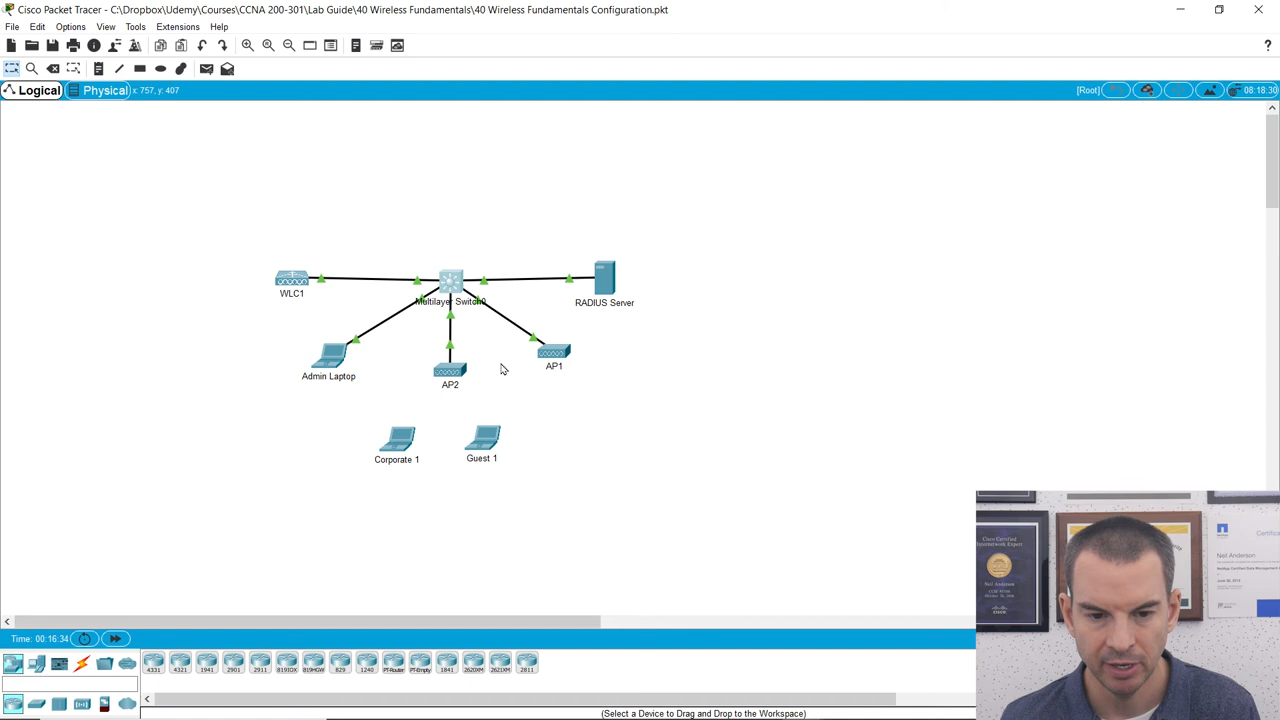 Cisco Packet Tracer - C:\Dropbox\Udemy\Courses\CCNA 200-301\Lab Guide\40 Wireless Fundamentals\40 Wireless Fundamentals Configuration.pkt
File Edit Options View Tools Extensions Help
Logical Physical x: 757, y: 407 [Root] 08:18:30
WLC1
Multilayer Switch0
RADIUS Server
Admin Laptop
AP2
AP1
Corporate 1
Guest 1
Neil Anderson
Time: 00:16:34
4331 4321 1941 2901 2911 819IOX 819HGW 829 1240 PT-Router PT-Empty 1841 2620XM 2621XM 2811
(Select a Device to Drag and Drop to the Workspace)